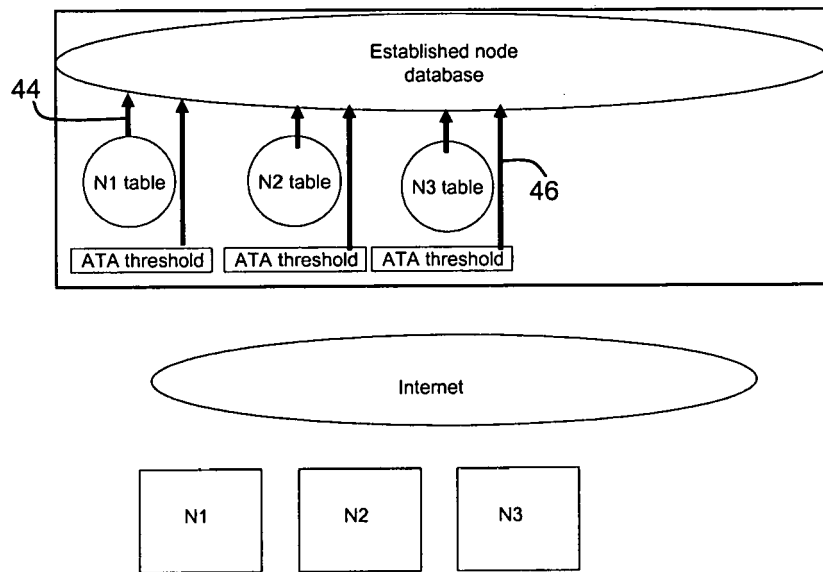 Established node
database
44
N1 table
N2 table
N3 table
46
ATA threshold
ATA threshold
ATA threshold
Internet
N1
N2
N3